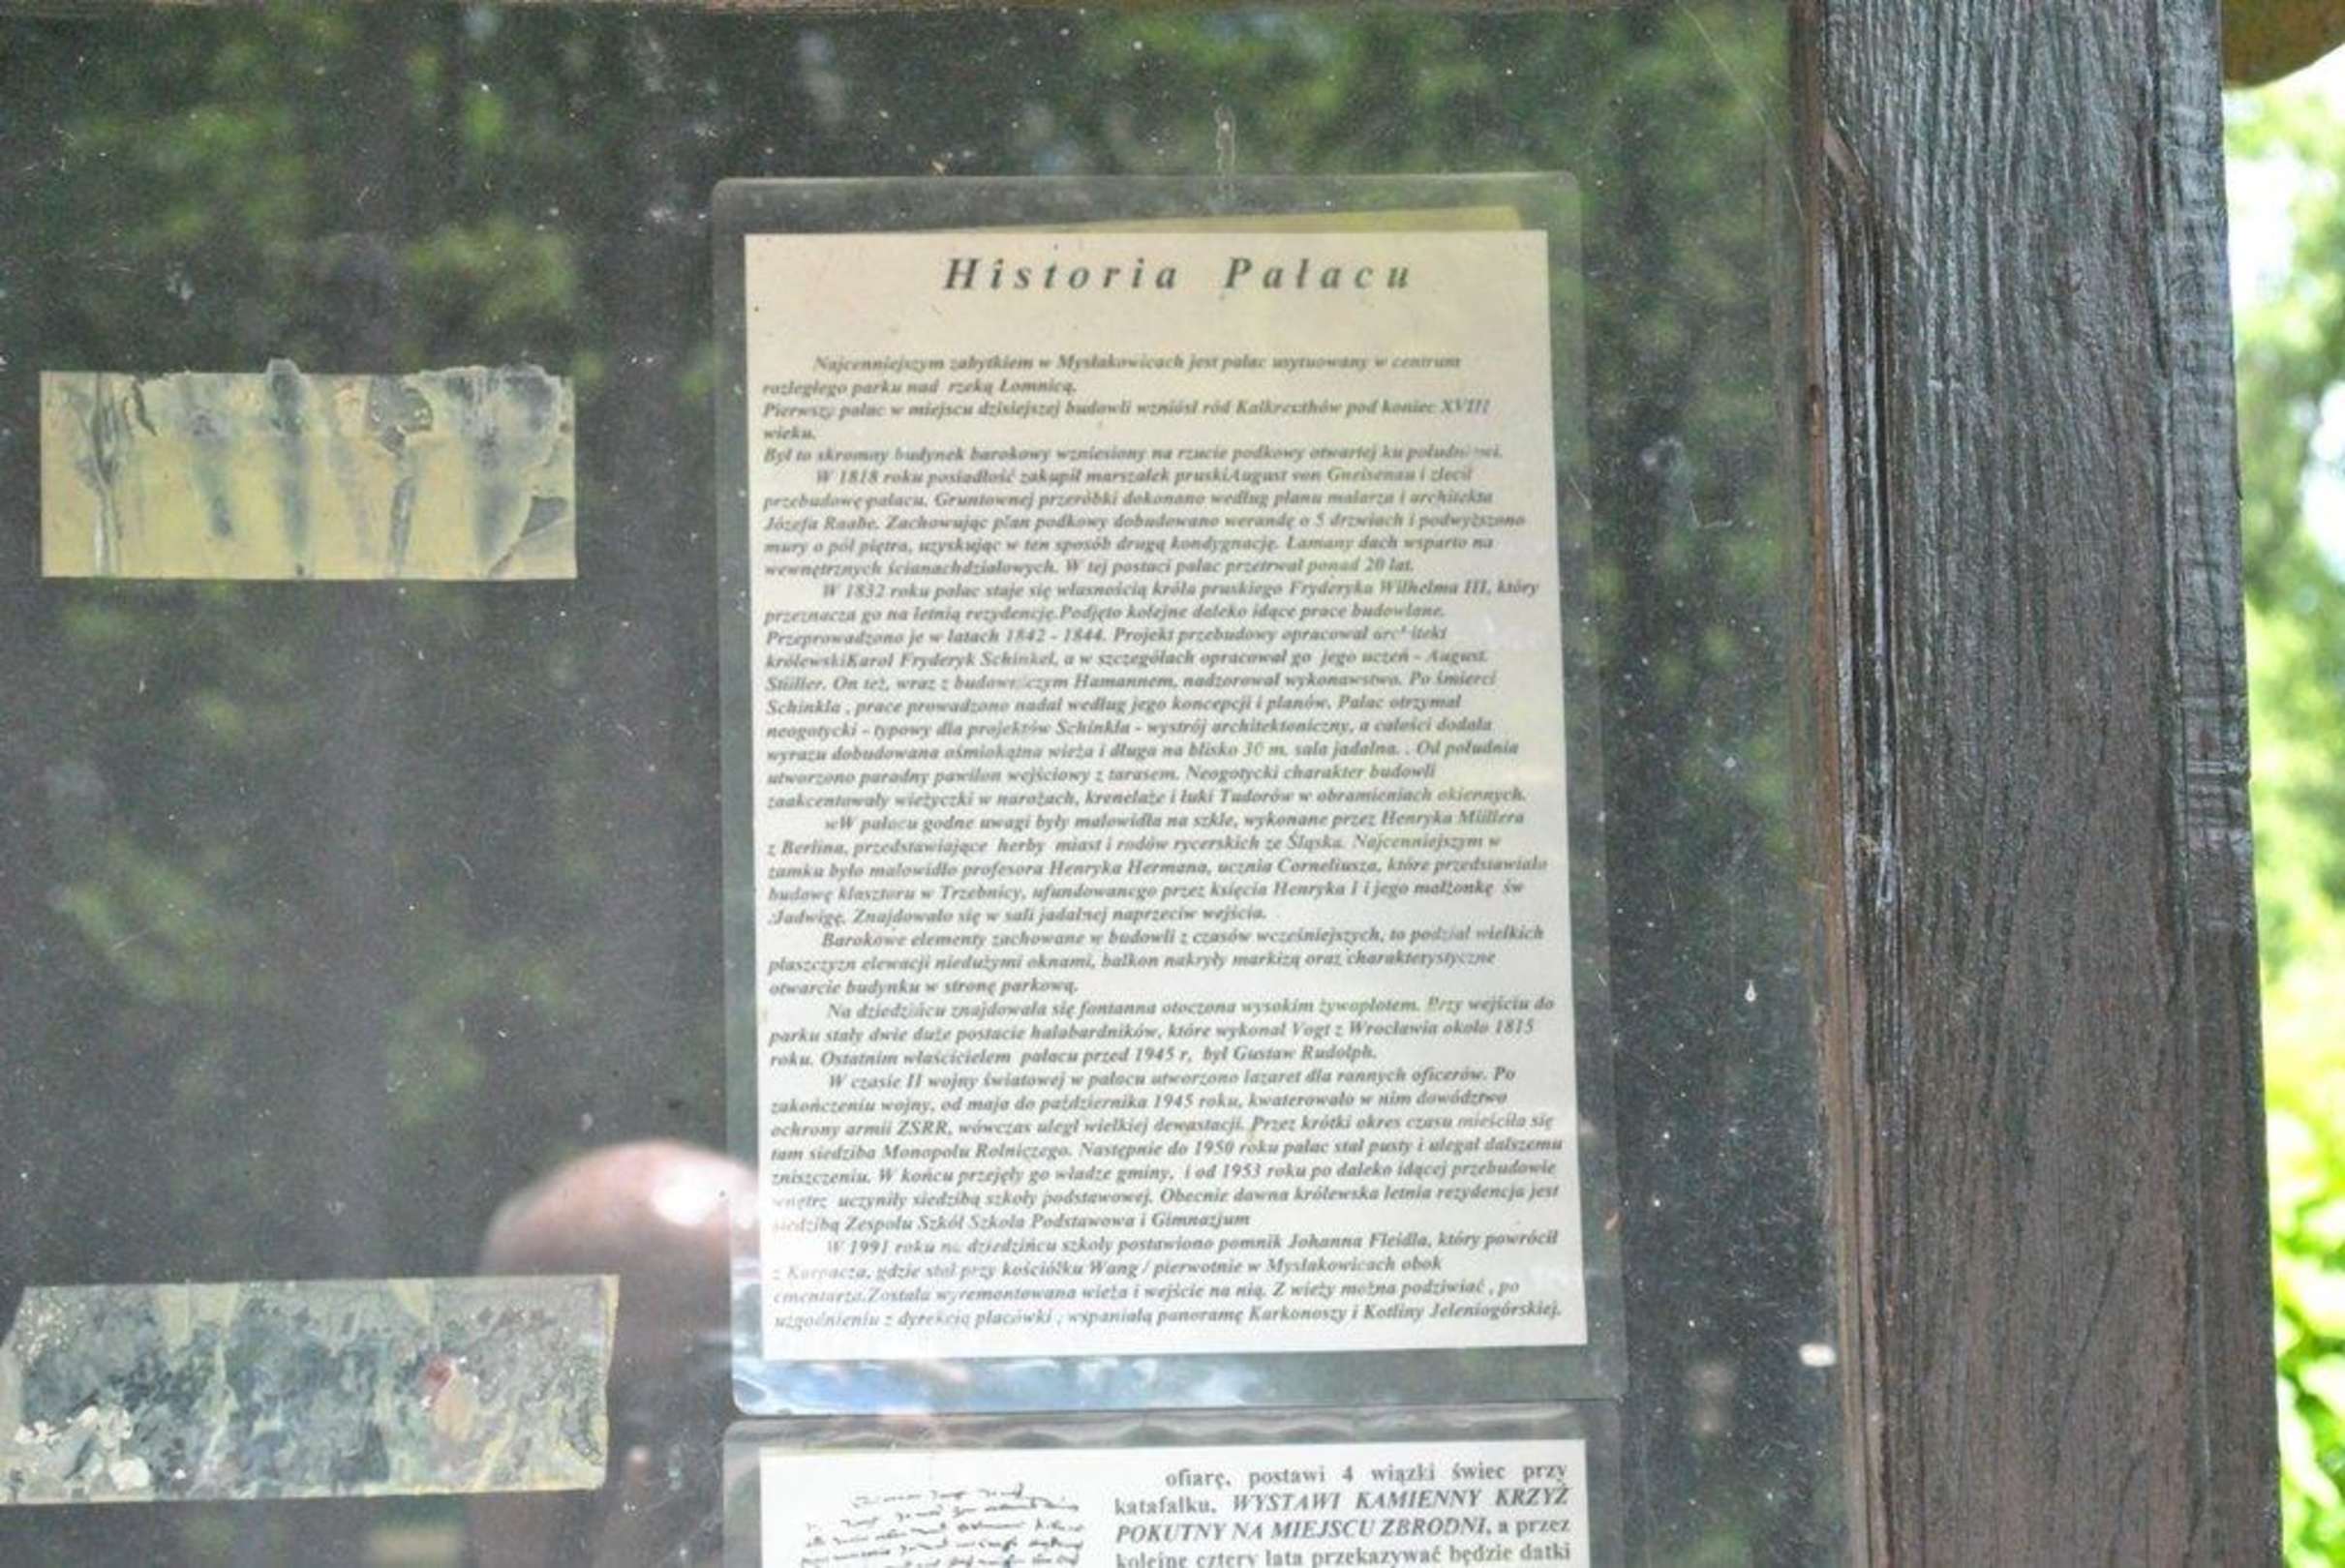 Historia Pałacu
Najcenniejszym zabytkiem w Mysłakowicach jest pałac usytuowany w centrum
rozległego parku nad rzeką Łomnicą.
Pierwszy pałac w miejscu dzisiejszej budowli wzniósł ród Kalkreuthów pod koniec XVIII
wieku.
Był to skromny budynek barokowy wzniesiony na rzucie podkowy otwartej ku południowi.
W 1818 roku posiadłość zakupił marszałek pruskiAugust von Gneisenau i zlecił
przebudowę pałacu. Gruntownej przeróbki dokonano według planu malarza i architekta
Józefa Raabe. Zachowując plan podkowy dobudowano werandę o 5 drzwiach i podwyższono
mury o pół piętra, uzyskując w ten sposób drugą kondygnację. Łamany dach wsparto na
wewnętrznych ścianachdziałowych. W tej postaci pałac przetrwał ponad 20 lat.
W 1832 roku pałac staje się własnością króla pruskiego Fryderyka Wilhelma III, który
przeznacza go na letnią rezydencję.Podjęto kolejne daleko idące prace budowlane.
Przeprowadzono je w latach 1842 - 1844. Projekt przebudowy opracował architekt
królewskiKarol Fryderyk Schinkel, a w szczegółach opracował go jego uczeń - August
Stüller. On też, wraz z budowniczym Hamannem, nadzorował wykonawstwo. Po śmierci
Schinkla , prace prowadzono nadal według jego koncepcji i planów. Pałac otrzymał
neogotycki - typowy dla projektów Schinkla - wystrój architektoniczny, a całości dodała
wyrazu dobudowana ośmiokątna wieża i długa na blisko 30 m. sala jadalna. . Od południa
utworzono paradny pawilon wejściowy z tarasem. Neogotycki charakter budowli
zaakcentowały wieżyczki w narożach, krenelaże i łuki Tudorów w obramieniach okiennych.
wW pałacu godne uwagi były malowidła na szkle, wykonane przez Henryka Müllera
z Berlina, przedstawiające herby miast i rodów rycerskich ze Śląska. Najcenniejszym w
zamku było malowidło profesora Henryka Hermana, ucznia Corneliusza, które przedstawiało
budowę klasztoru w Trzebnicy, ufundowanego przez księcia Henryka I i jego małżonkę św
.Jadwigę. Znajdowało się w sali jadalnej naprzeciw wejścia.
Barokowe elementy zachowane w budowli z czasów wcześniejszych, to podział wielkich
płaszczyzn elewacji niedużymi oknami, balkon nakryły markizą oraz charakterystyczne
otwarcie budynku w stronę parkową.
Na dziedzińcu znajdowała się fontanna otoczona wysokim żywopłotem. Przy wejściu do
parku stały dwie duże postacie halabardników, które wykonał Vogt z Wrocławia około 1815
roku. Ostatnim właścicielem pałacu przed 1945 r, był Gustaw Rudolph.
W czasie II wojny światowej w pałacu utworzono lazaret dla rannych oficerów. Po
zakończeniu wojny, od maja do października 1945 roku, kwaterowało w nim dowództwo
ochrony armii ZSRR, wówczas uległ wielkiej dewastacji. Przez krótki okres czasu mieściła się
tam siedziba Monopolu Rolniczego. Następnie do 1950 roku pałac stał pusty i ulegał dalszemu
zniszczeniu. W końcu przejęły go władze gminy, i od 1953 roku po daleko idącej przebudowie
wnętrz uczyniły siedzibą szkoły podstawowej. Obecnie dawna królewska letnia rezydencja jest
siedzibą Zespołu Szkół Szkoła Podstawowa i Gimnazjum
W 1991 roku na dziedzińcu szkoły postawiono pomnik Johanna Fleidla, który powrócił
z Karpacza, gdzie stał przy kościółku Wang / pierwotnie w Mysłakowicach obok
cmentarza.Została wyremontowana wieża i wejście na nią. Z wieży można podziwiać , po
uzgodnieniu z dyrekcją placówki , wspaniałą panoramę Karkonoszy i Kotliny Jeleniogórskiej.
ofiarę, postawi 4 wiązki świec przy
katafalku, WYSTAWI KAMIENNY KRZYŻ
POKUTNY NA MIEJSCU ZBRODNI, a przez
kolejne cztery lata przekazywać będzie datki